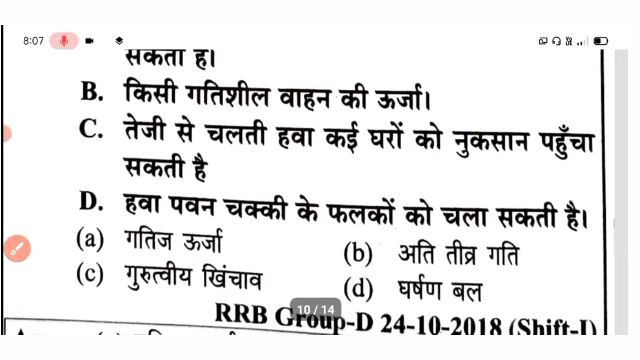 8:07
सकता है।
B. किसी गतिशील वाहन की ऊर्जा।
C. तेजी से चलती हवा कई घरों को नुकसान पहुँचा
सकती है
D. हवा पवन चक्की के फलकों को चला सकती है।
(a) गतिज ऊर्जा (b) अति तीव्र गति
(c) गुरुत्वीय खिंचाव (d) घर्षण बल
10 / 14
RRB Group-D 24-10-2018 (Shift-I)